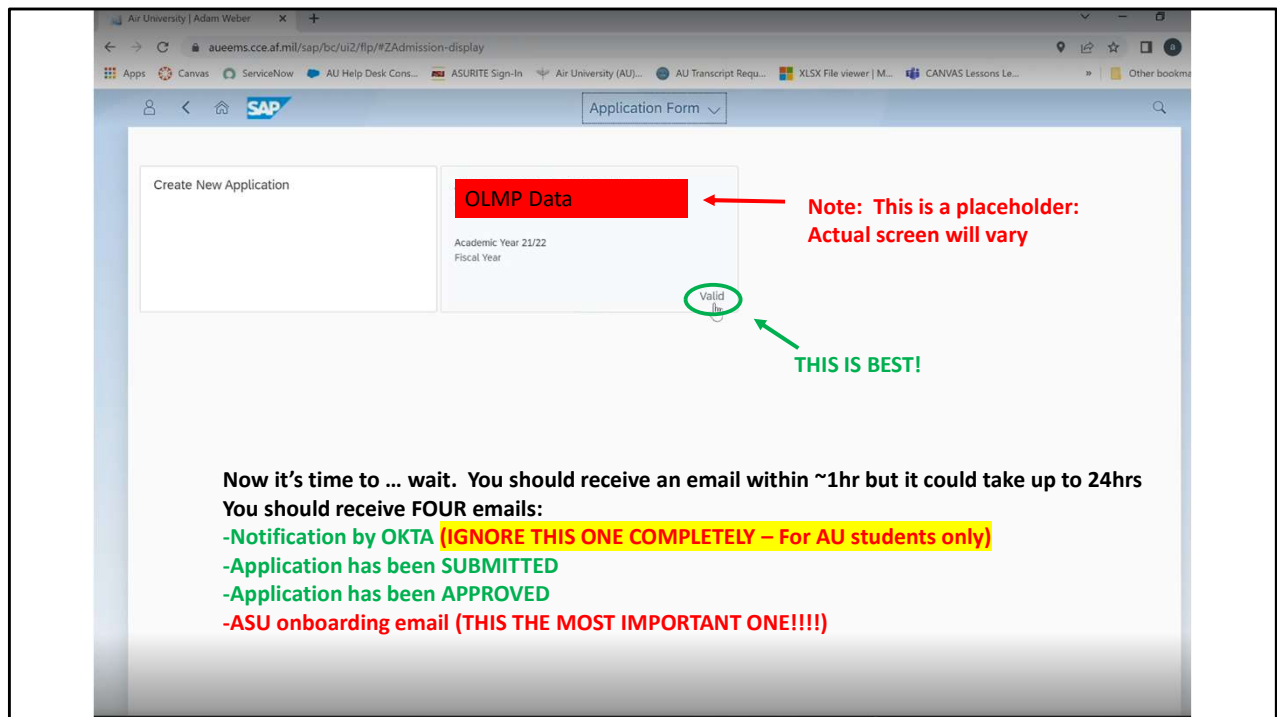 Air University | Adam Weber
aueems.cce.af.mil/sap/bc/ui2/flp/#ZAdmission-display
Apps Canvas ServiceNow AU Help Desk Cons... ASURITE Sign-In Air University (AU)... AU Transcript Requ... XLSX File viewer | M... CANVAS Lessons Le... » Other bookma
SAP Application Form
Create New Application
OLMP Data
Note: This is a placeholder:
Actual screen will vary
Academic Year 21/22
Fiscal Year
Valid
THIS IS BEST!
Now it’s time to … wait. You should receive an email within ~1hr but it could take up to 24hrs
You should receive FOUR emails:
-Notification by OKTA (IGNORE THIS ONE COMPLETELY – For AU students only)
-Application has been SUBMITTED
-Application has been APPROVED
-ASU onboarding email (THIS THE MOST IMPORTANT ONE!!!!)